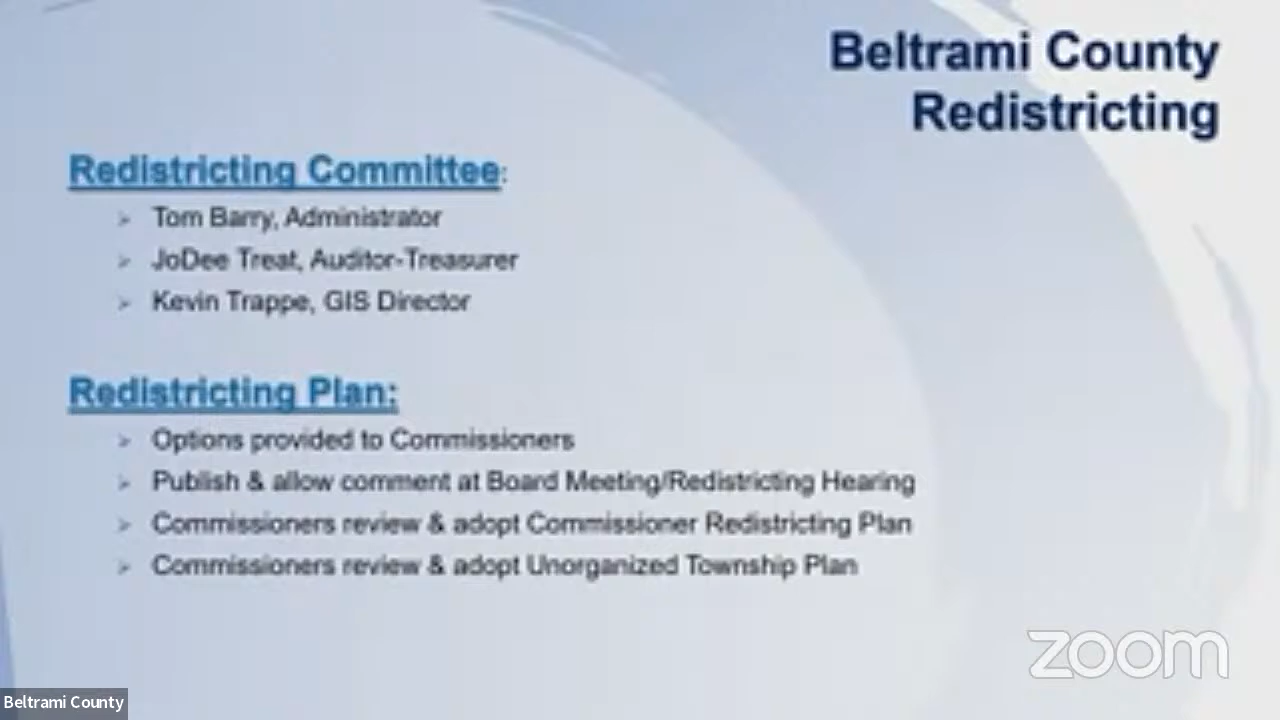 Beltrami County
Redistricting
Redistricting Committee:
Tom Barry, Administrator
JoDee Treat, Auditor-Treasurer
Kevin Trappe, GIS Director
Redistricting Plan:
Options provided to Commissioners
Publish & allow comment at Board Meeting/Redistricting Hearing
Commissioners review & adopt Commissioner Redistricting Plan
Commissioners review & adopt Unorganized Township Plan
zoom
Beltrami County